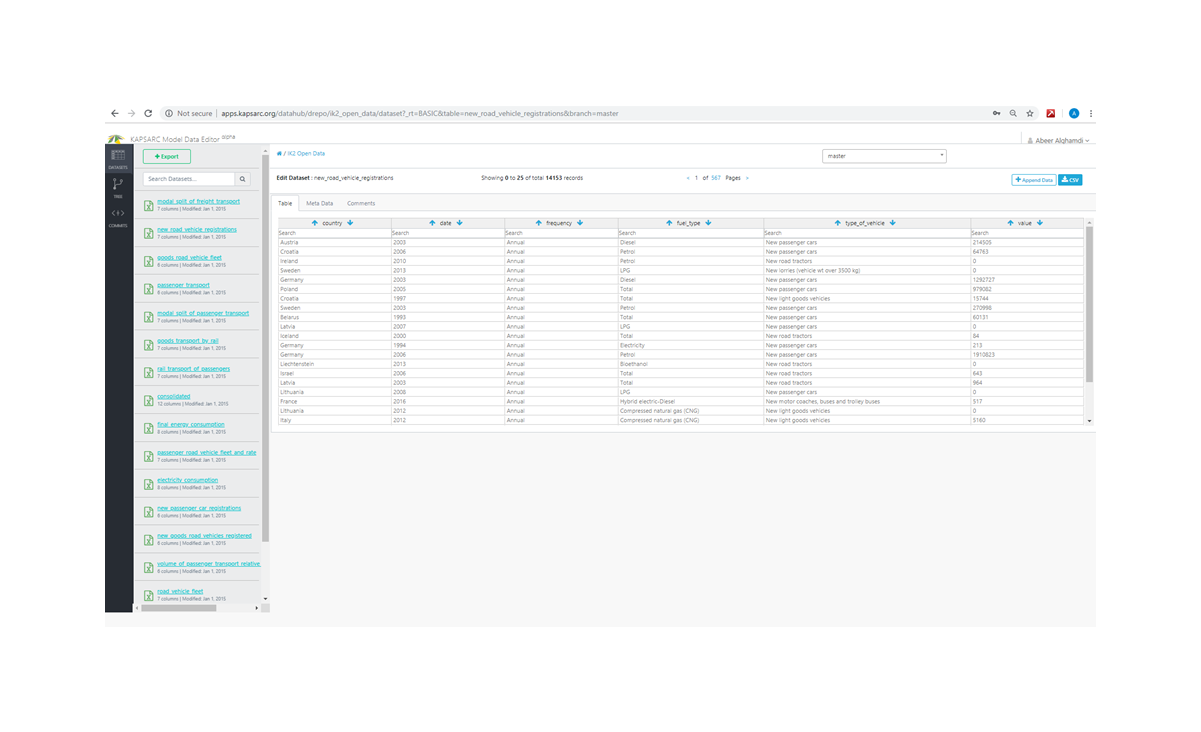 Not secure | apps.kapsarc.org/datahub/drepo/ik2_open_data/dataset?_rt=BASIC&table=new_road_vehicle_registrations&branch=master
A
KAPSARC Model Data Editor
Abeer Alghamdi
DATASETS
TREE
COMMITS
+ Export
Search Datasets...
modal split of freight transport
7 columns | Modified: Jan 1, 2015
new road vehicle registrations
7 columns | Modified: Jan 1, 2015
goods road vehicle fleet
6 columns | Modified: Jan 1, 2015
passenger transport
6 columns | Modified: Jan 1, 2015
modal split of passenger transport
7 columns | Modified: Jan 1, 2015
goods transport by rail
7 columns | Modified: Jan 1, 2015
rail transport of passengers
7 columns | Modified: Jan 1, 2015
consolidated
12 columns | Modified: Jan 1, 2015
final energy consumption
8 columns | Modified: Jan 1, 2015
passenger road vehicle fleet and rate
7 columns | Modified: Jan 1, 2015
electricity consumption
8 columns | Modified: Jan 1, 2015
new passenger car registrations
6 columns | Modified: Jan 1, 2015
new goods road vehicles registered
6 columns | Modified: Jan 1, 2015
volume of passenger transport relative
6 columns | Modified: Jan 1, 2015
road vehicle fleet
7 columns | Modified: Jan 1, 2015
/ IK2 Open Data
master
Edit Dataset : new_road_vehicle_registrations
Showing 0 to 25 of total 14153 records
< 1 of 567 Pages >
+ Append Data
CSV
Table Meta Data Comments
country date frequency fuel_type type_of_vehicle value
Search Search Search Search Search Search
Austria 2003 Annual Diesel New passenger cars 214505
Croatia 2006 Annual Petrol New passenger cars 64763
Ireland 2010 Annual Petrol New road tractors 0
Sweden 2013 Annual LPG New lorries (vehicle wt over 3500 kg) 0
Germany 2003 Annual Diesel New passenger cars 1292727
Poland 2005 Annual Total New passenger cars 979082
Croatia 1997 Annual Total New light goods vehicles 15744
Sweden 2003 Annual Petrol New passenger cars 270998
Belarus 1993 Annual Total New passenger cars 60131
Latvia 2007 Annual LPG New passenger cars 0
Iceland 2000 Annual Total New road tractors 84
Germany 1994 Annual Electricity New passenger cars 213
Germany 2006 Annual Petrol New passenger cars 1910823
Liechtenstein 2013 Annual Bioethanol New road tractors 0
Israel 2006 Annual Total New road tractors 643
Latvia 2003 Annual Total New road tractors 964
Lithuania 2008 Annual LPG New passenger cars 0
France 2016 Annual Hybrid electric-Diesel New motor coaches, buses and trolley buses 517
Lithuania 2012 Annual Compressed natural gas (CNG) New light goods vehicles 0
Italy 2012 Annual Compressed natural gas (CNG) New light goods vehicles 5160